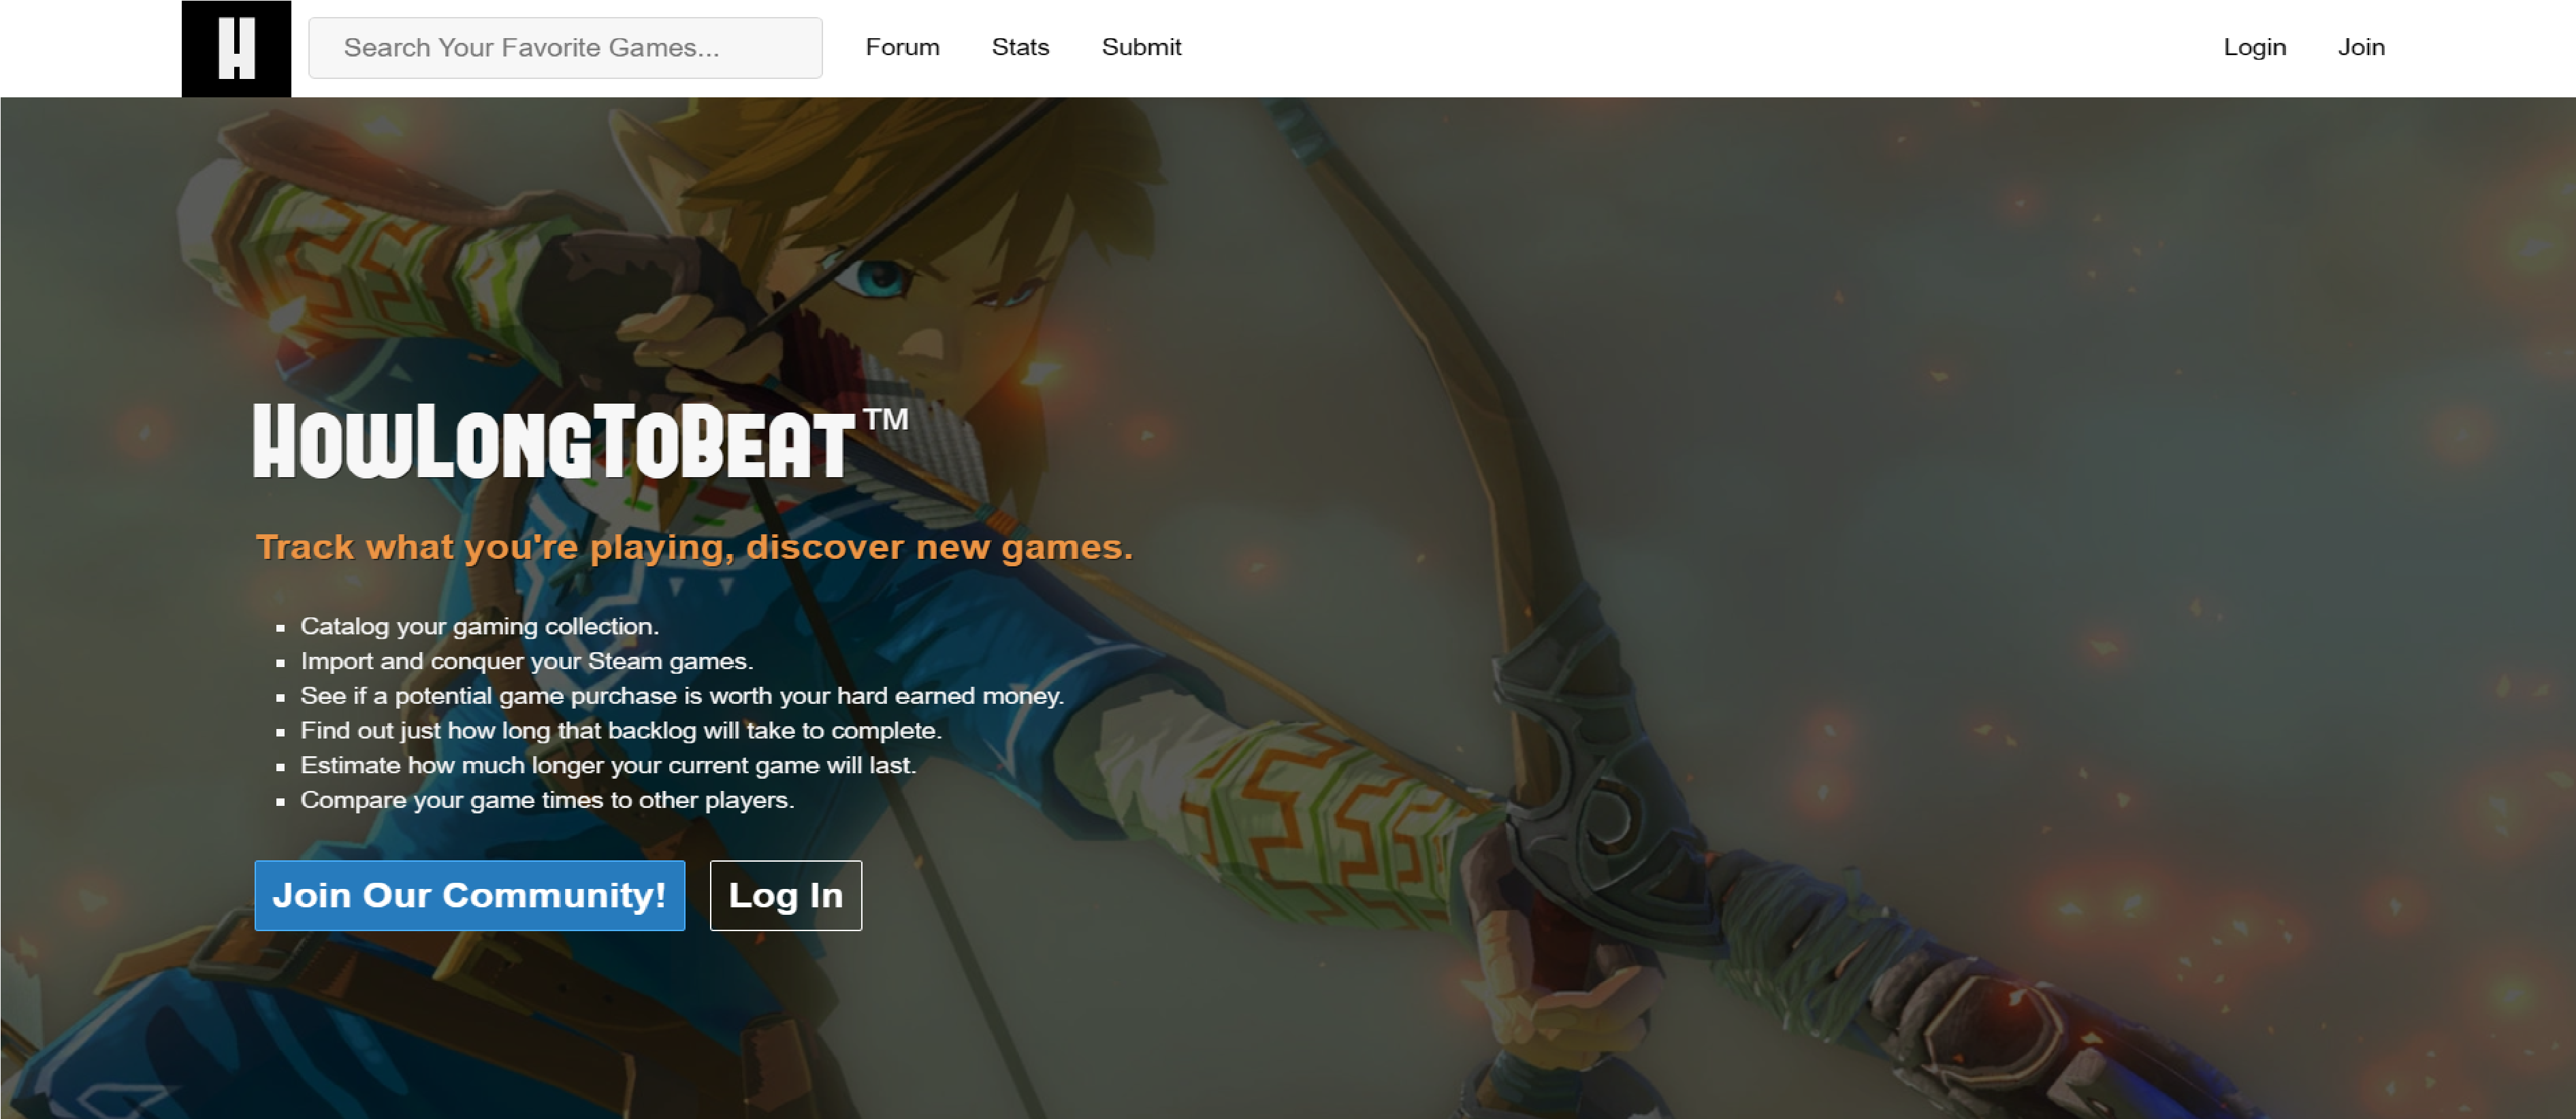 H
Search Your Favorite Games...
Forum
Stats
Submit
Login
Join
HowLongToBeat™
Track what you're playing, discover new games.
▪ Catalog your gaming collection.
▪ Import and conquer your Steam games.
▪ See if a potential game purchase is worth your hard earned money.
▪ Find out just how long that backlog will take to complete.
▪ Estimate how much longer your current game will last.
▪ Compare your game times to other players.
Join Our Community!
Log In